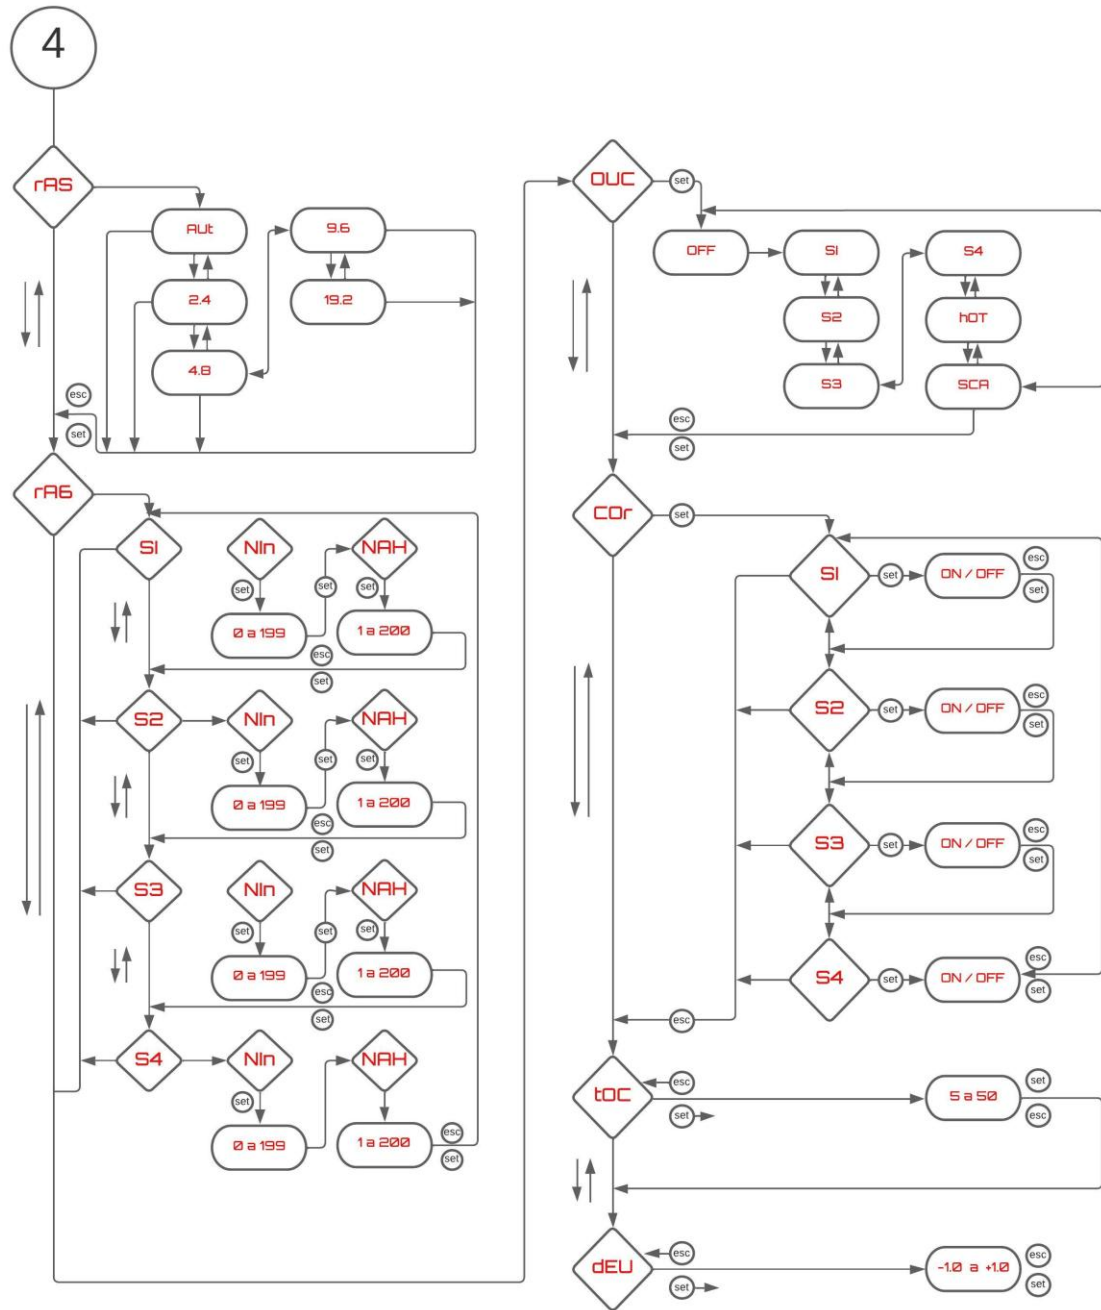 4
rAS
AUt
2.4
4.8
9.6
19.2
esc
set
rA6
S1
NIn
NAH
set
set
set
0 a 199
1 a 200
esc
set
S2
NIn
NAH
set
set
set
0 a 199
1 a 200
esc
set
S3
NIn
NAH
set
set
set
0 a 199
1 a 200
esc
set
S4
NIn
NAH
set
0 a 199
1 a 200
esc
set
OUC
set
OFF
S1
S2
S3
S4
hOT
SCA
esc
set
COr
set
S1
set
ON / OFF
esc
set
S2
set
ON / OFF
esc
set
S3
set
ON / OFF
esc
set
S4
set
ON / OFF
esc
set
esc
tOC
esc
set
5 a 50
set
esc
dEU
esc
set
-1.0 a +1.0
esc
set